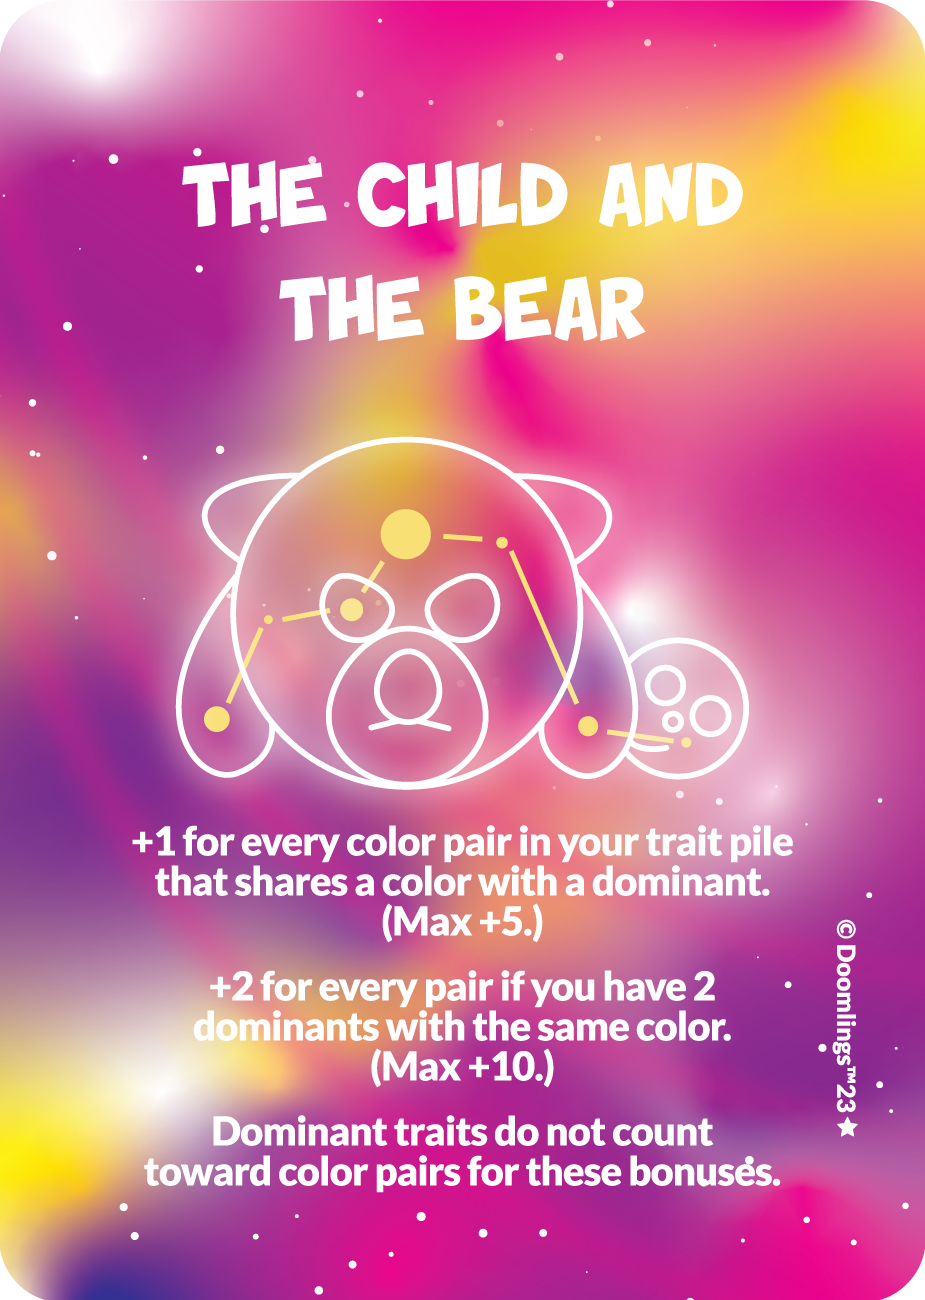 THE CHILD AND
THE BEAR
+1 for every color pair in your trait pile
that shares a color with a dominant.
(Max +5.)
+2 for every pair if you have 2
dominants with the same color.
(Max +10.)
Dominant traits do not count
toward color pairs for these bonuses.
© Doomlings™23★